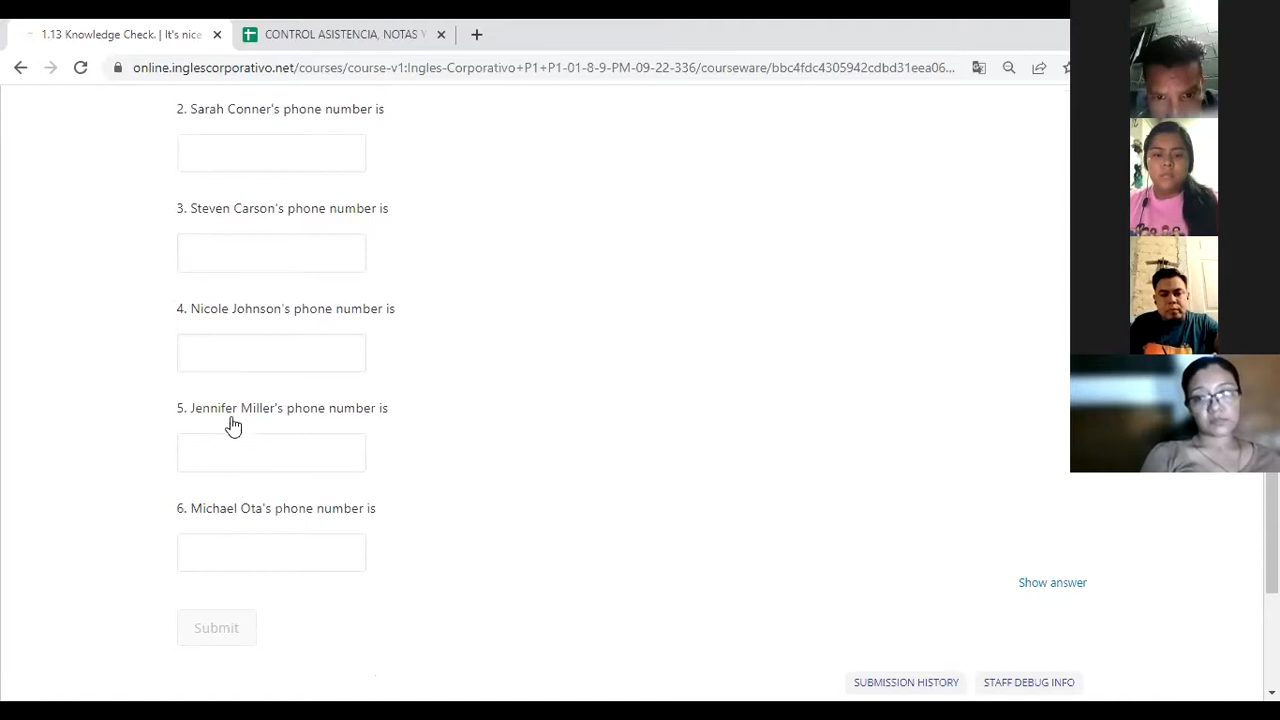 1.13 Knowledge Check. | It's nice
CONTROL ASISTENCIA, NOTAS Y
online.inglescorporativo.net/courses/course-v1:Ingles-Corporativo+P1+P1-01-8-9-PM-09-22-336/courseware/bbc4fdc4305942cdbd31eea06...
2. Sarah Conner's phone number is
3. Steven Carson's phone number is
4. Nicole Johnson's phone number is
5. Jennifer Miller's phone number is
6. Michael Ota's phone number is
Show answer
Submit
SUBMISSION HISTORY
STAFF DEBUG INFO